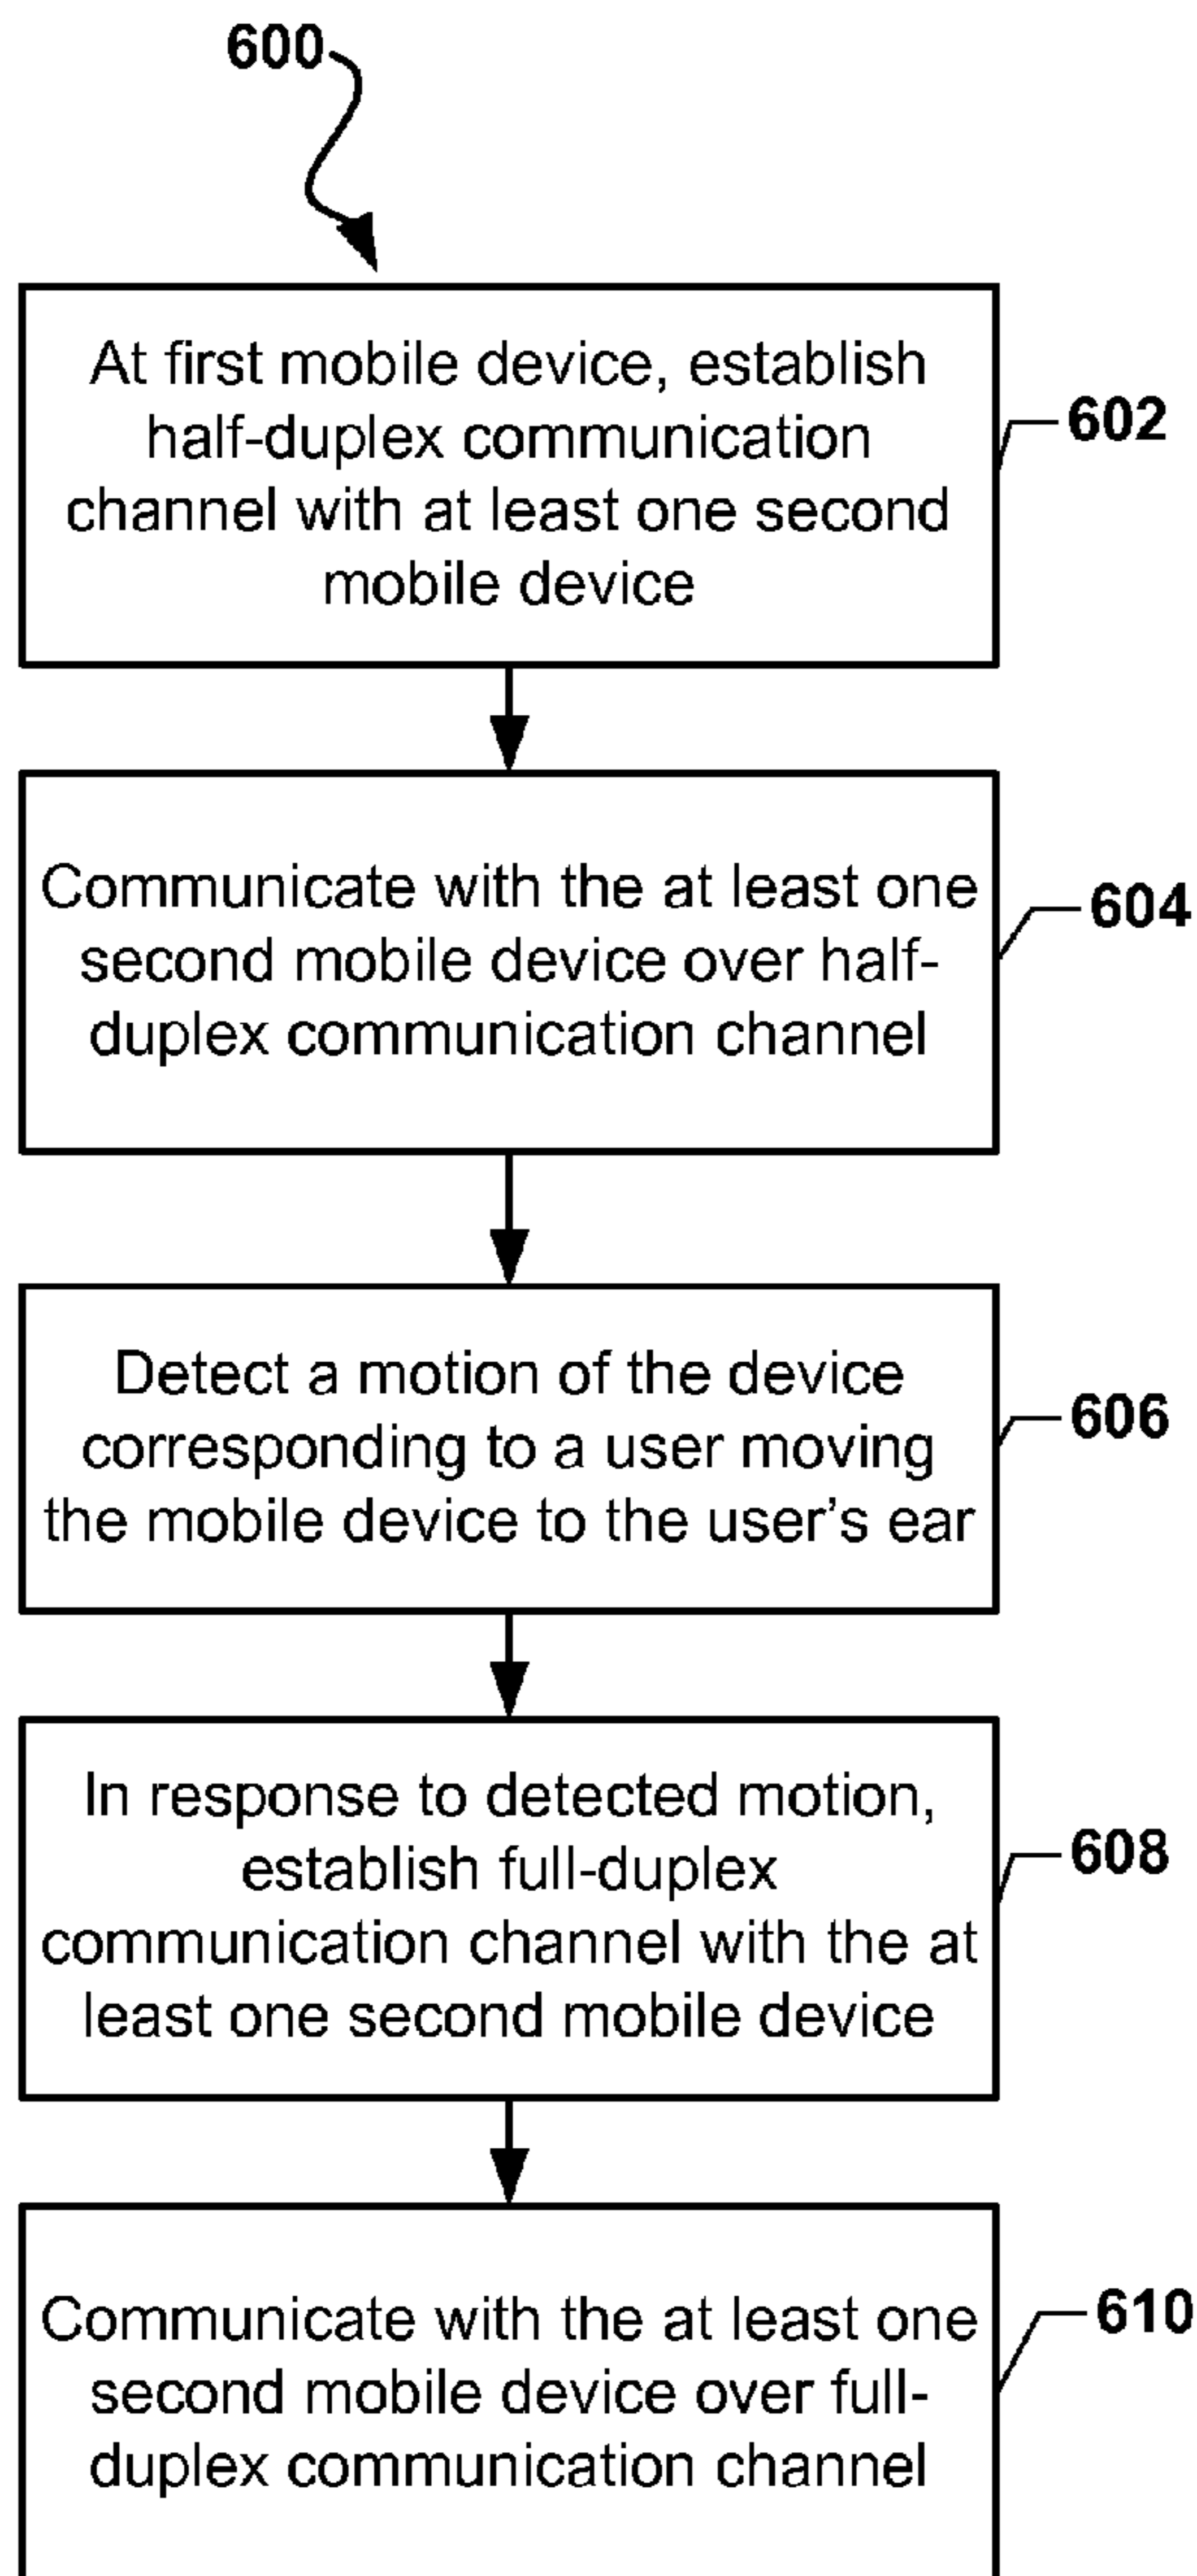 600
At first mobile device, establish
half-duplex communication
channel with at least one second
mobile device
602
Communicate with the at least one
second mobile device over half-
duplex communication channel
604
Detect a motion of the device
corresponding to a user moving
the mobile device to the user’s ear
606
In response to detected motion,
establish full-duplex
communication channel with the at
least one second mobile device
608
Communicate with the at least one
second mobile device over full-
duplex communication channel
610